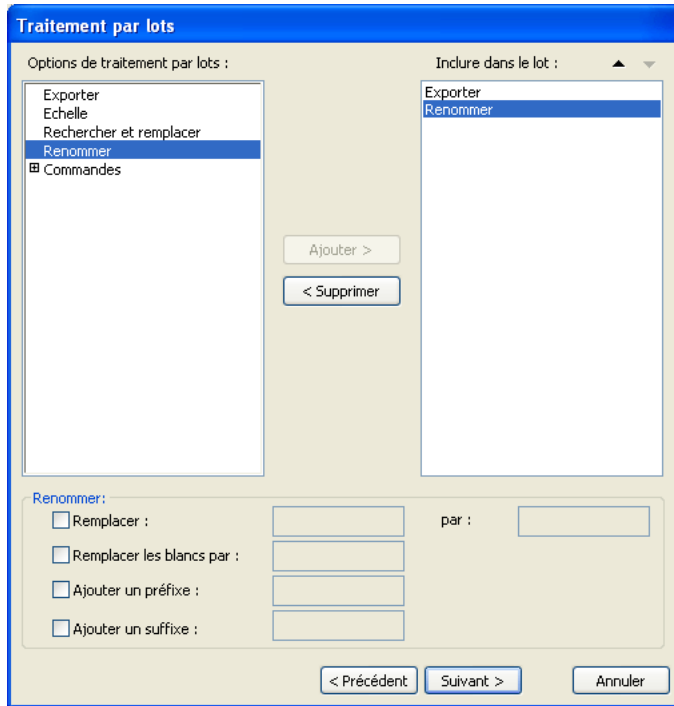 Traitement par lots
Options de traitement par lots :
Inclure dans le lot :
Exporter
Echelle
Rechercher et remplacer
Renommer
Commandes
Exporter
Renommer
Ajouter >
< Supprimer
Renommer:
Remplacer :
par :
Remplacer les blancs par :
Ajouter un préfixe :
Ajouter un suffixe :
< Précédent
Suivant >
Annuler